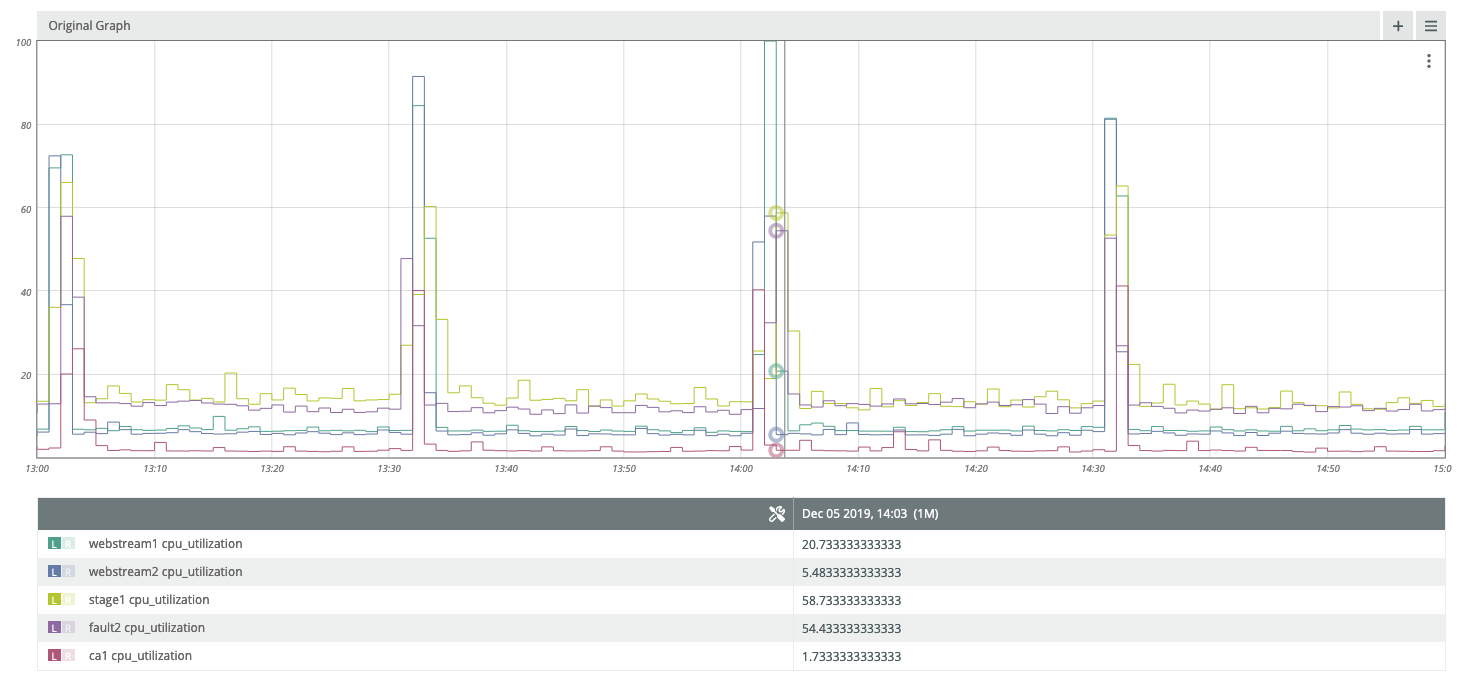 Original Graph
+
100
80
60
40
20
13:00 13:10 13:20 13:30 13:40 13:50 14:00 14:10 14:20 14:30 14:40 14:50 15:0
Dec 05 2019, 14:03 (1M)
L R webstream1 cpu_utilization 20.733333333333
L R webstream2 cpu_utilization 5.4833333333333
L R stage1 cpu_utilization 58.733333333333
L R fault2 cpu_utilization 54.433333333333
L R ca1 cpu_utilization 1.7333333333333